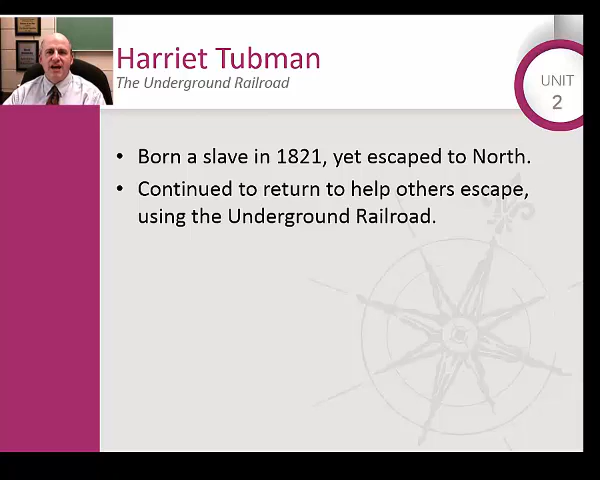 Harriet Tubman
The Underground Railroad
UNIT
2
• Born a slave in 1821, yet escaped to North.
• Continued to return to help others escape,
using the Underground Railroad.